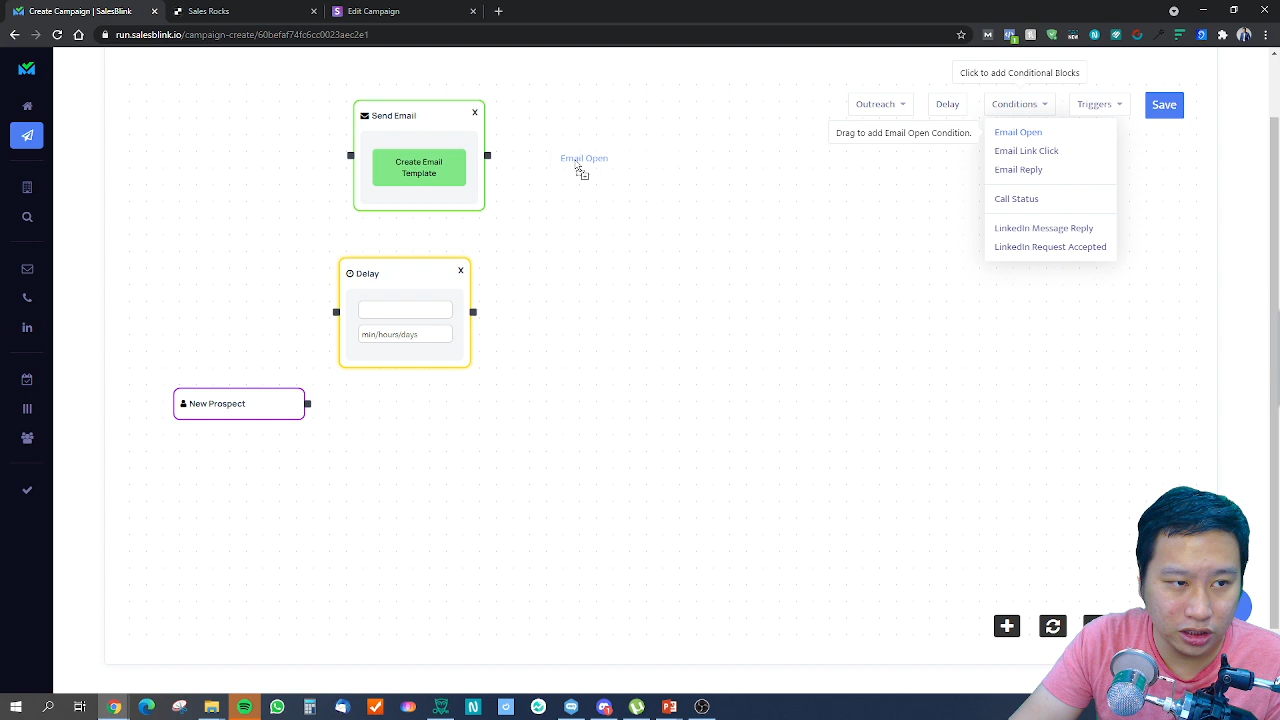 Create Campaign | SalesBlink
Sales Rocks
Edit Campaign
run.salesblink.io/campaign-create/60befaf74f6cc0023aec2e1
Click to add Conditional Blocks
Outreach
Delay
Conditions
Triggers
Save
Drag to add Email Open Condition.
Email Open
Email Link Click
Email Reply
Call Status
LinkedIn Message Reply
LinkedIn Request Accepted
Send Email
X
Create Email
Template
Email Open
Delay
X
min/hours/days
New Prospect